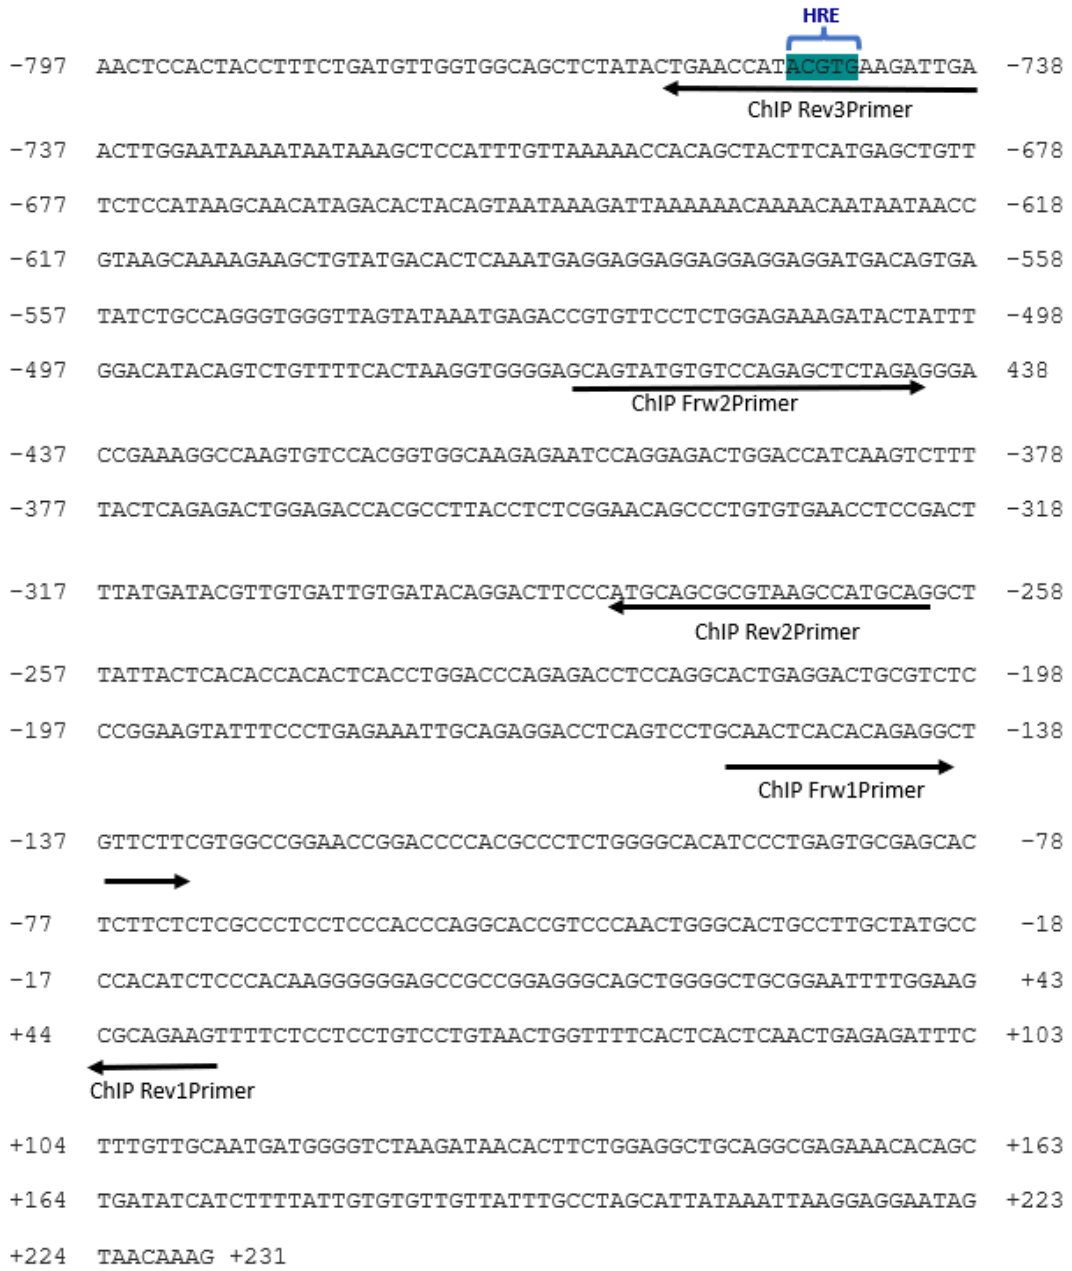 HRE
-797 AACTCCACTACCTTTCTGATGTTGGTGGCAGCTCTATACTGAACCATACGTGAAGATTGA -738
ChIP Rev3Primer
-737 ACTTGGAATAAAATAATAAAGCTCCATTTGTTAAAAACCACAGCTACTTCATGAGCTGTT -678
-677 TCTCCATAAGCAACATAGACACTACAGTAATAAAGATTAAAAAACAAAACAATAATAACC -618
-617 GTAAGCAAAAGAAGCTGTATGACACTCAAATGAGGAGGAGGAGGAGGAGGATGACAGTGA -558
-557 TATCTGCCAGGGTGGGTTAGTATAAATGAGACCGTGTTCCTCTGGAGAAAGATACTATTT -498
-497 GGACATACAGTCTGTTTTCACTAAGGTGGGGAGCAGTATGTGTCCAGAGCTCTAGAGGGA 438
ChIP Frw2Primer
-437 CCGAAAGGCCAAGTGTCCACGGTGGCAAGAGAATCCAGGAGACTGGACCATCAAGTCTTT -378
-377 TACTCAGAGACTGGAGACCACGCCTTACCTCTCGGAACAGCCCTGTGTGAACCTCCGACT -318
-317 TTATGATACGTTGTGATTGTGATACAGGACTTCCCATGCAGCGCGTAAGCCATGCAGGCT -258
ChIP Rev2Primer
-257 TATTACTCACACCACACTCACCTGGACCCAGAGACCTCCAGGCACTGAGGACTGCGTCTC -198
-197 CCGGAAGTATTTCCCTGAGAAATTGCAGAGGACCTCAGTCCTGCAACTCACACAGAGGCT -138
ChIP Frw1Primer
-137 GTTCTTCGTGGCCGGAACCGGACCCCACGCCCTCTGGGGCACATCCCTGAGTGCGAGCAC -78
-77 TCTTCTCTCGCCCTCCTCCCACCCAGGCACCGTCCCAACTGGGCACTGCCTTGCTATGCC -18
-17 CCACATCTCCCACAAGGGGGGAGCCGCCGGAGGGCAGCTGGGGCTGCGGAATTTTGGAAG +43
+44 CGCAGAAGTTTTCTCCTCCTGTCCTGTAACTGGTTTTCACTCACTCAACTGAGAGATTTC +103
ChIP Rev1Primer
+104 TTTGTTGCAATGATGGGGTCTAAGATAACACTTCTGGAGGCTGCAGGCGAGAAACACAGC +163
+164 TGATATCATCTTTTATTGTGTGTTGTTATTTGCCTAGCATTATAAATTAAGGAGGAATAG +223
+224 TAACAAAG +231